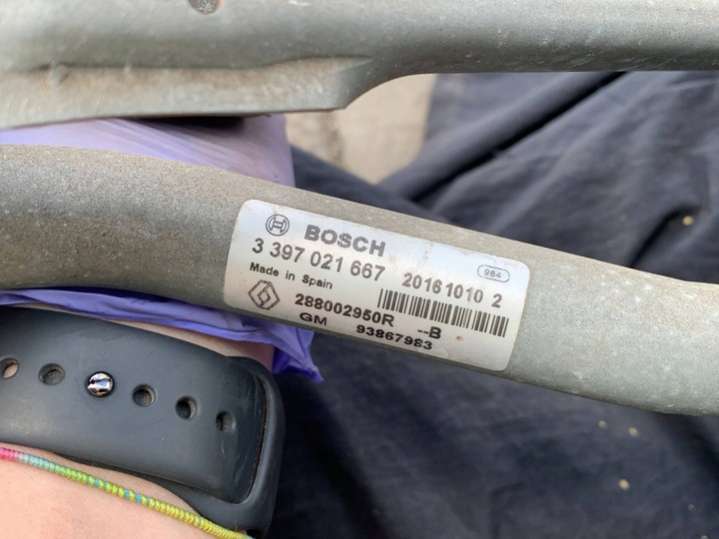 BOSCH
984
3 397 021 667 20161010 2
Made in Spain
288002950R --B
GM 93867983